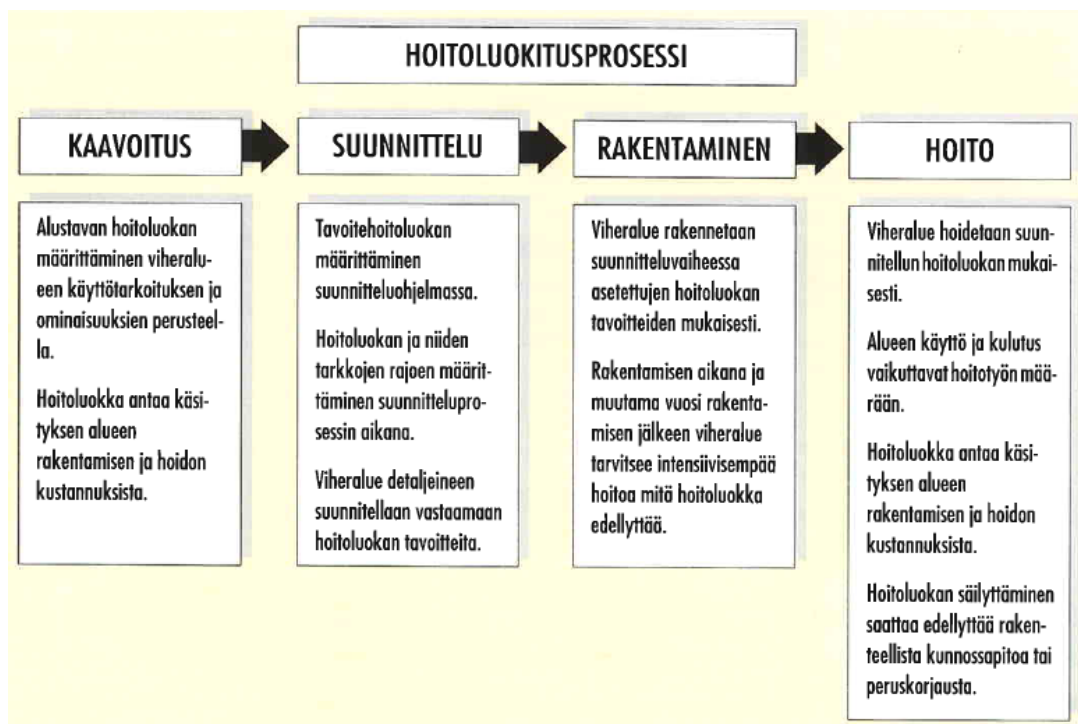 HOITOLUOKITUSPROSESSI
KAAVOITUS
Alustavan hoitoluokan
määrittäminen viheralu-
een käyttötarkoituksen ja
ominaisuuksien perusteel-
la.
Hoitoluokka antaa käsi-
tyksen alueen
rakentamisen ja hoidon
kustannuksista.
SUUNNITTELU
Tavoitehoitoluokan
määrittäminen
suunnitteluohjelmassa.
Hoitoluokan ja niiden
tarkkojen rajoen määrit-
täminen suunnittelupro-
sessin aikana.
Viheralue detaljeineen
suunnitellaan vastaamaan
hoitoluokan tavoitteita.
RAKENTAMINEN
Viheralue rakennetaan
suunnitteluvaiheessa
asetettujen hoitoluokan
tavoitteiden mukaisesti.
Rakentamisen aikana ja
muutama vuosi rakenta-
misen jälkeen viheralue
tarvitsee intensiivisempää
hoitoa mitä hoitoluokka
edellyttää.
HOITO
Viheralue hoidetaan suun-
nitellun hoitoluokan mukai-
sesti.
Alueen käyttö ja kulutus
vaikuttavat hoitotyön mää-
rään.
Hoitoluokka antaa käsi-
tyksen alueen
rakentamisen ja hoidon
kustannuksista.
Hoitoluokan säilyttäminen
saattaa edellyttää raken-
teellista kunnossapitoa tai
peruskorjausta.